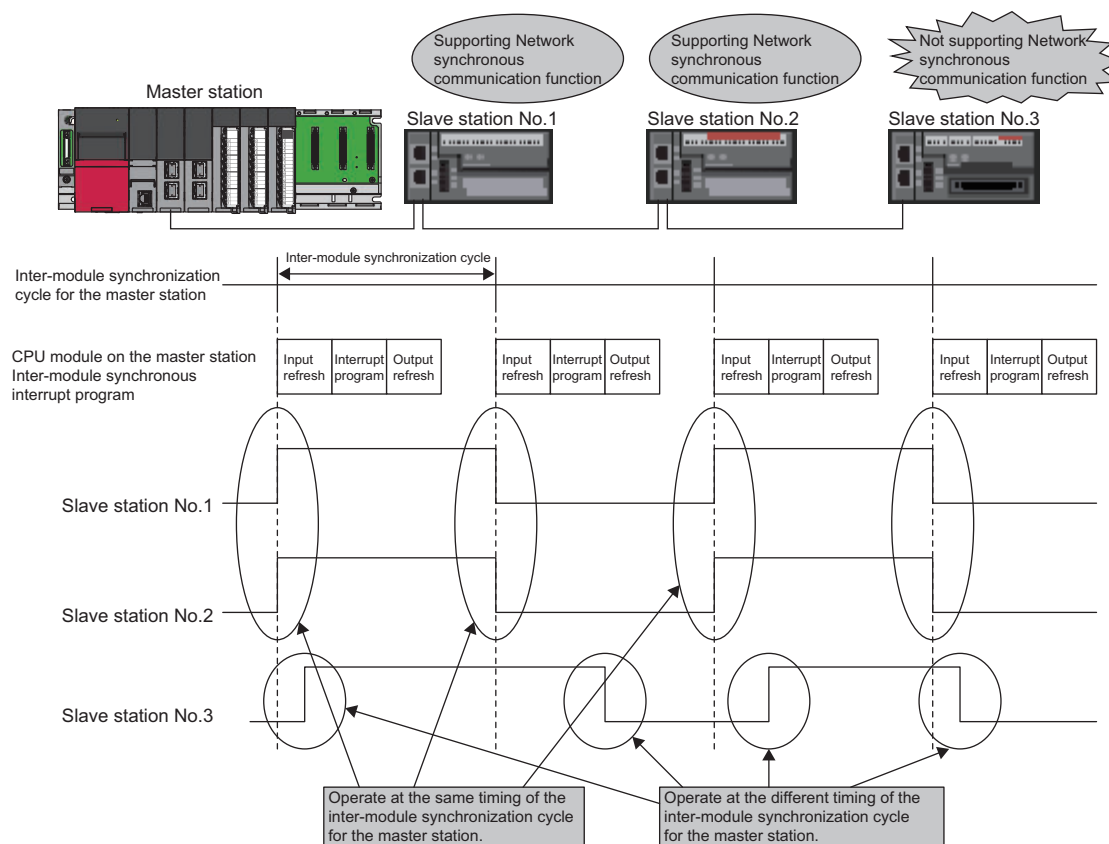 Supporting Network
synchronous
communication function
Supporting Network
synchronous
communication function
Not supporting Network
synchronous
communication function
Master station
Slave station No.1
Slave station No.2
Slave station No.3
Inter-module synchronization cycle
Inter-module synchronization
cycle for the master station
CPU module on the master station
Inter-module synchronous
interrupt program
Input
refresh
Interrupt
program
Output
refresh
Input
refresh
Interrupt
program
Output
refresh
Input
refresh
Interrupt
program
Output
refresh
Input
refresh
Interrupt
program
Output
refresh
Slave station No.1
Slave station No.2
Slave station No.3
Operate at the same timing of the
inter-module synchronization cycle
for the master station.
Operate at the different timing of the
inter-module synchronization cycle
for the master station.